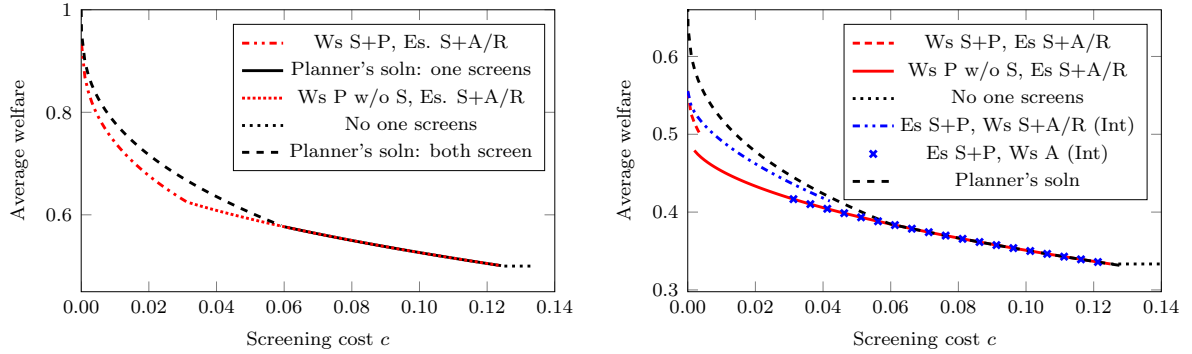 1
0.8
0.6
Average welfare
0.00
0.02
0.04
0.06
0.08
0.10
0.12
0.14
Screening cost c
Ws S+P, Es. S+A/R
Planner's soln: one screens
Ws P w/o S, Es. S+A/R
No one screens
Planner's soln: both screen
0.6
0.5
0.4
0.3
Average welfare
0.00
0.02
0.04
0.06
0.08
0.10
0.12
0.14
Screening cost c
Ws S+P, Es S+A/R
Ws P w/o S, Es S+A/R
No one screens
Es S+P, Ws S+A/R (Int)
Es S+P, Ws A (Int)
Planner's soln